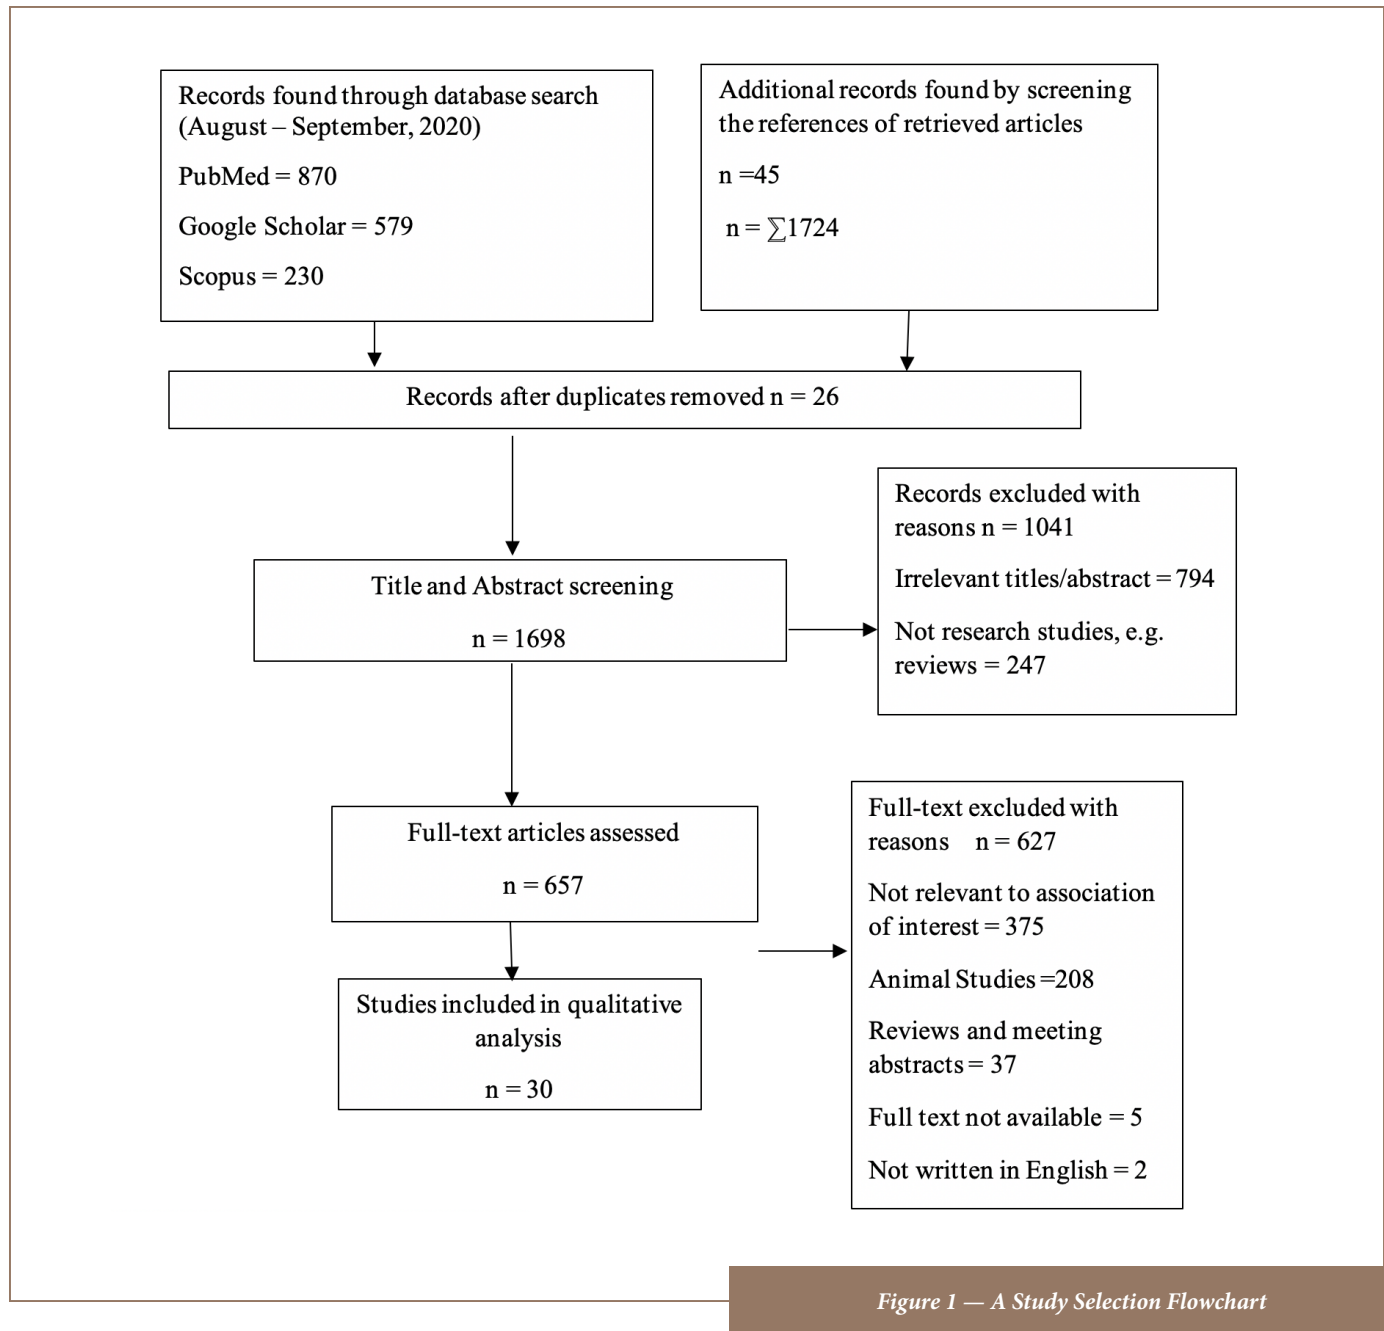 Records found through database search
(August – September, 2020)
PubMed = 870
Google Scholar = 579
Scopus = 230
Additional records found by screening
the references of retrieved articles
n =45
n = ∑1724
Records after duplicates removed n = 26
Title and Abstract screening
n = 1698
Records excluded with
reasons n = 1041
Irrelevant titles/abstract = 794
Not research studies, e.g.
reviews = 247
Full-text articles assessed
n = 657
Full-text excluded with
reasons n = 627
Not relevant to association
of interest = 375
Animal Studies =208
Reviews and meeting
abstracts = 37
Full text not available = 5
Not written in English = 2
Studies included in qualitative
analysis
n = 30
Figure 1 — A Study Selection Flowchart